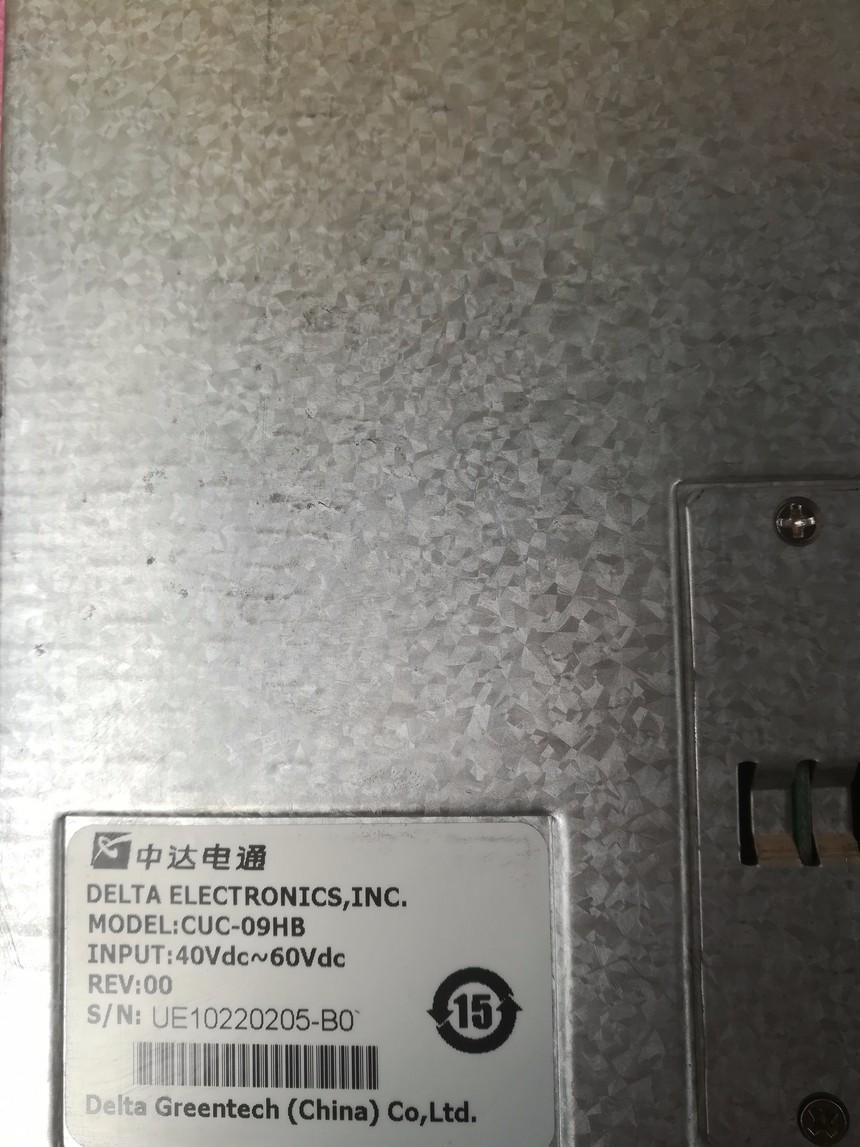 中达电通
DELTA ELECTRONICS,INC.
MODEL:CUC-09HB
INPUT:40Vdc~60Vdc
REV:00
S/N: UE10220205-B0
15
Delta Greentech (China) Co,Ltd.